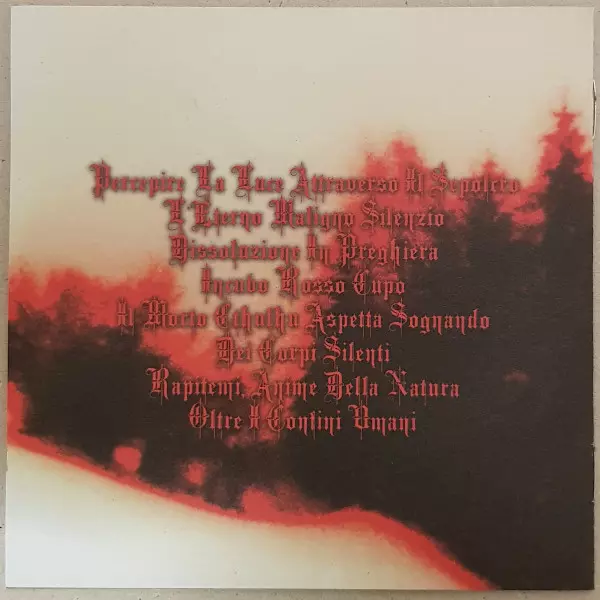 Percepire La Luce Attraverso Il Sepolcro
L'Eterno Maligno Silenzio
Dissoluzione In Preghiera
Incubo Rosso Cupo
Il Morto Cthulhu Aspetta Sognando
Dei Corpi Silenti
Rapitemi, Anime Della Natura
Oltre I Confini Umani